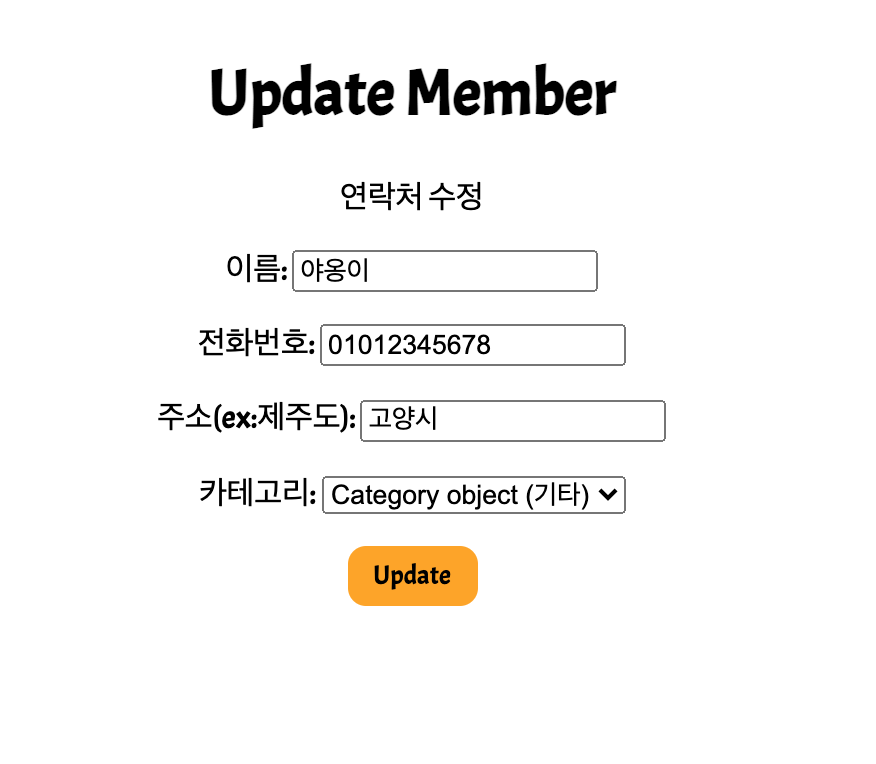 Update Member
연락처 수정
이름: 야옹이
전화번호: 01012345678
주소(ex:제주도): 고양시
카테고리: Category object (기타)
Update